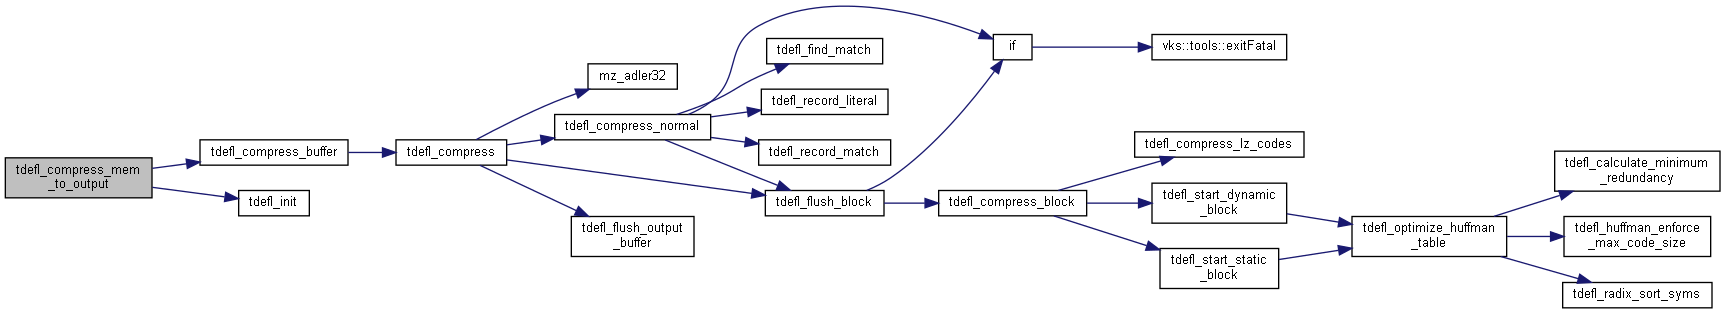 tdefl_compress_mem
_to_output
tdefl_compress_buffer
tdefl_init
tdefl_compress
mz_adler32
tdefl_compress_normal
tdefl_flush_output
_buffer
tdefl_find_match
tdefl_record_literal
tdefl_record_match
tdefl_flush_block
if
tdefl_compress_block
vks::tools::exitFatal
tdefl_compress_lz_codes
tdefl_start_dynamic
_block
tdefl_start_static
_block
tdefl_optimize_huffman
_table
tdefl_calculate_minimum
_redundancy
tdefl_huffman_enforce
_max_code_size
tdefl_radix_sort_syms